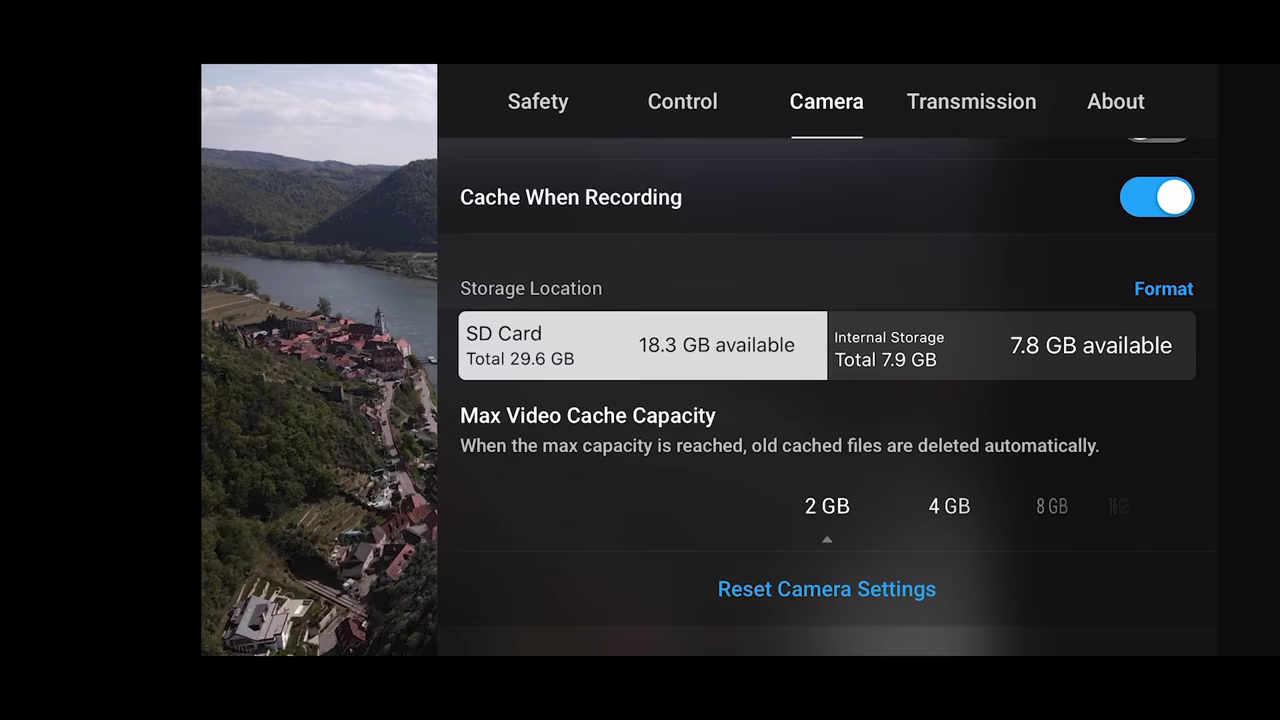 Safety Control Camera Transmission About
Cache When Recording
Storage Location Format
SD Card
Total 29.6 GB
18.3 GB available
Internal Storage
Total 7.9 GB
7.8 GB available
Max Video Cache Capacity
When the max capacity is reached, old cached files are deleted automatically.
2 GB 4 GB 8 GB 16 GB
Reset Camera Settings